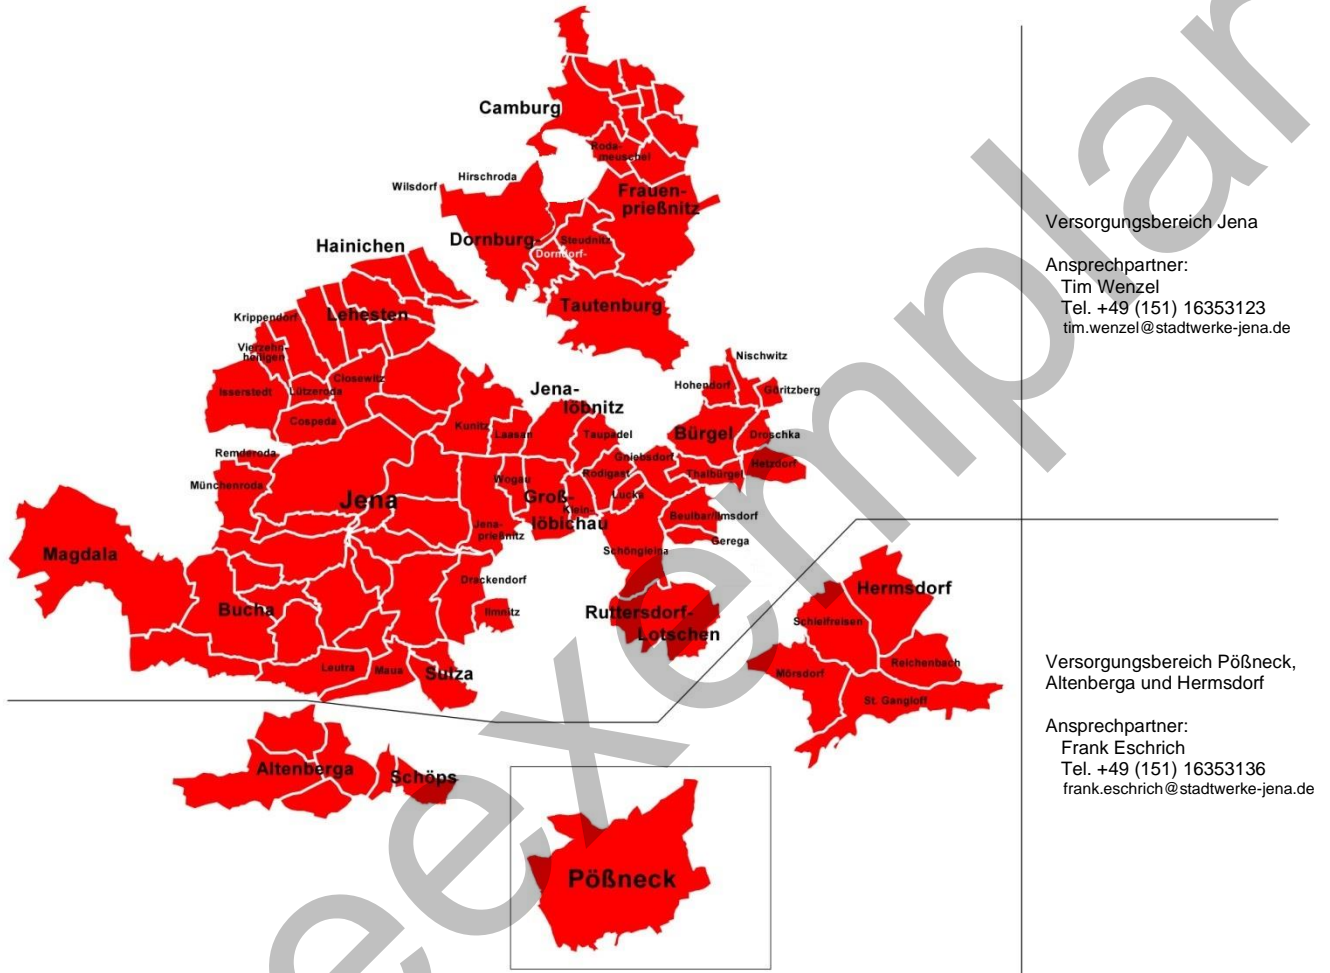 Camburg
Roda-
meuschel
Hirschroda
Wilsdorf
Frauen-
prießnitz
Hainichen
Dornburg-
Steudnitz
Dorndorf-
Tautenburg
Krippendorf
Lehesten
Vierzehn-
heiligen
Isserstedt
Lützeroda
Closewitz
Cospeda
Nischwitz
Hohendorf
Göritzberg
Jena-
löbnitz
Kunitz
Laasan
Taupadel
Bürgel
Droschka
Remderoda
Gniebsdorf
Hetzdorf
Münchenroda
Wogau
Rodigast
Thalbürgel
Jena
Groß-
Klein-
löbichau
Lucka
Beulbar/Ilmsdorf
Jena-
prießnitz
Gerega
Magdala
Schöngleina
Drackendorf
Bucha
Ilmnitz
Ruttersdorf-
Lotschen
Leutra
Maua
Sulza
Hermsdorf
Schleifreisen
Reichenbach
Mörsdorf
St. Gangloff
Altenberga
Schöps
Pößneck
Versorgungsbereich Jena
Ansprechpartner:
Tim Wenzel
Tel. +49 (151) 16353123
tim.wenzel@stadtwerke-jena.de
Versorgungsbereich Pößneck,
Altenberga und Hermsdorf
Ansprechpartner:
Frank Eschrich
Tel. +49 (151) 16353136
frank.eschrich@stadtwerke-jena.de
eexemplar